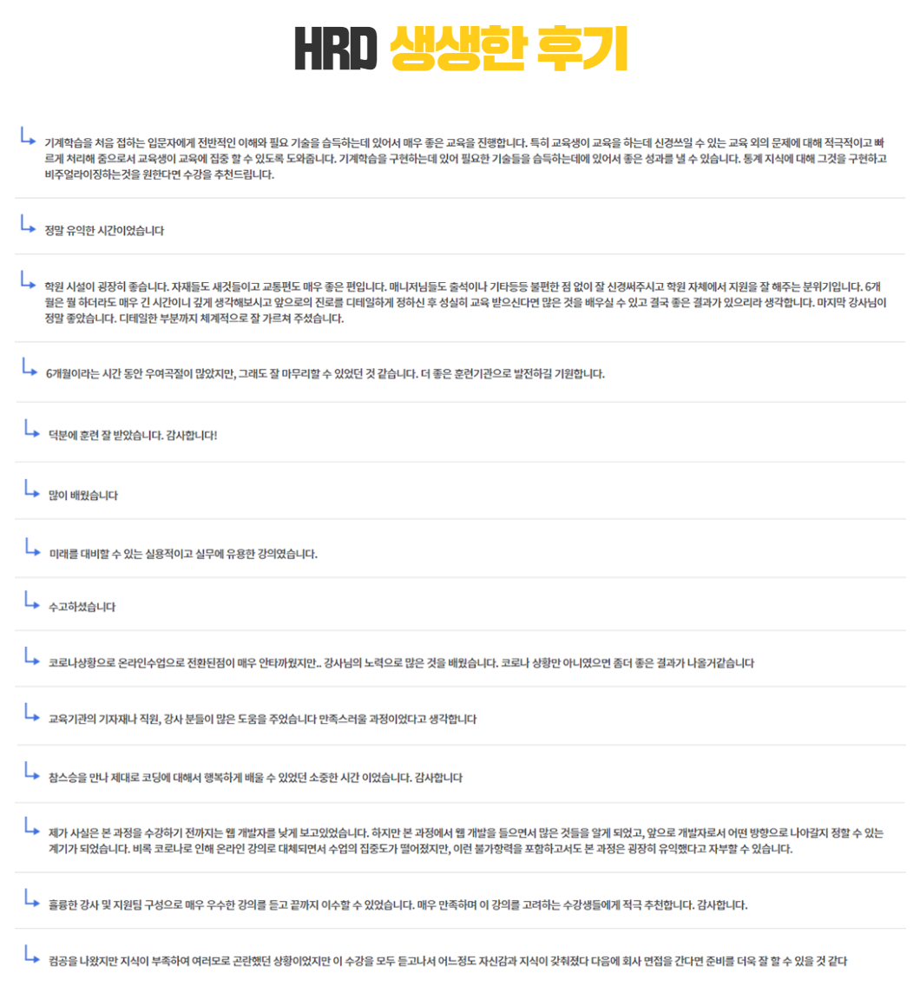 HRD 생생한 후기
기계학습을 처음 접하는 입문자에게 전반적인 이해와 필요 기술을 습득하는데 있어서 매우 좋은 교육을 진행합니다. 특히 교육생이 교육을 하는데 신경쓰일 수 있는 교육 외의 문제에 대해 적극적이고 빠
르게 처리해 줌으로서 교육생이 교육에 집중 할 수 있도록 도와줍니다. 기계학습을 구현하는데 있어 필요한 기술들을 습득하는데에 있어서 좋은 성과를 낼 수 있습니다. 통계 지식에 대해 그것을 구현하고
비주얼라이징하는것을 원한다면 수강을 추천드립니다.
정말 유익한 시간이었습니다
학원 시설이 굉장히 좋습니다. 자재들도 새것들이고 교통편도 매우 좋은 편입니다. 매니저님들도 출석이나 기타등등 불편한 점 없이 잘 신경써주시고 학원 자체에서 지원을 잘 해주는 분위기입니다. 6개
월은 뭘 하더라도 매우 긴 시간이니 깊게 생각해보시고 앞으로의 진로를 디테일하게 정하신 후 성실히 교육 받으신다면 많은 것을 배우실 수 있고 결국 좋은 결과가 있으리라 생각합니다. 마지막 강사님이
정말 좋았습니다. 디테일한 부분까지 체계적으로 잘 가르쳐 주셨습니다.
6개월이라는 시간 동안 우여곡절이 많았지만, 그래도 잘 마무리할 수 있었던 것 같습니다. 더 좋은 훈련기관으로 발전하길 기원합니다.
덕분에 훈련 잘 받았습니다. 감사합니다!
많이 배웠습니다
미래를 대비할 수 있는 실용적이고 실무에 유용한 강의였습니다.
수고하셨습니다
코로나상황으로 온라인수업으로 전환된점이 매우 안타까웠지만.. 강사님의 노력으로 많은 것을 배웠습니다. 코로나 상황만 아니였으면 좀더 좋은 결과가 나올거같습니다
교육기관의 기자재나 직원, 강사 분들이 많은 도움을 주었습니다 만족스러울 과정이었다고 생각합니다
참스승을 만나 제대로 코딩에 대해서 행복하게 배울 수 있었던 소중한 시간 이었습니다. 감사합니다
제가 사실은 본 과정을 수강하기 전까지는 웹 개발자를 낮게 보고있었습니다. 하지만 본 과정에서 웹 개발을 들으면서 많은 것들을 알게 되었고, 앞으로 개발자로서 어떤 방향으로 나아갈지 정할 수 있는
계기가 되었습니다. 비록 코로나로 인해 온라인 강의로 대체되면서 수업의 집중도가 떨어졌지만, 이런 불가항력을 포함하고서도 본 과정은 굉장히 유익했다고 자부할 수 있습니다.
훌륭한 강사 및 지원팀 구성으로 매우 우수한 강의를 듣고 끝까지 이수할 수 있었습니다. 매우 만족하며 이 강의를 고려하는 수강생들에게 적극 추천합니다. 감사합니다.
컴공을 나왔지만 지식이 부족하여 여러모로 곤란했던 상황이었지만 이 수강을 모두 듣고나서 어느정도 자신감과 지식이 갖춰졌다 다음에 회사 면접을 간다면 준비를 더욱 잘 할 수 있을 것 같다